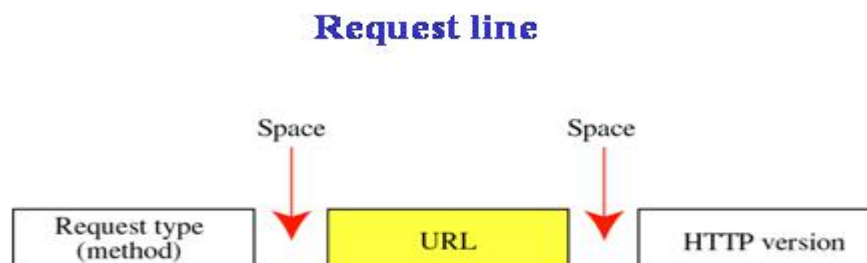 Request line
Space Space
Request type
(method)
URL
HTTP version